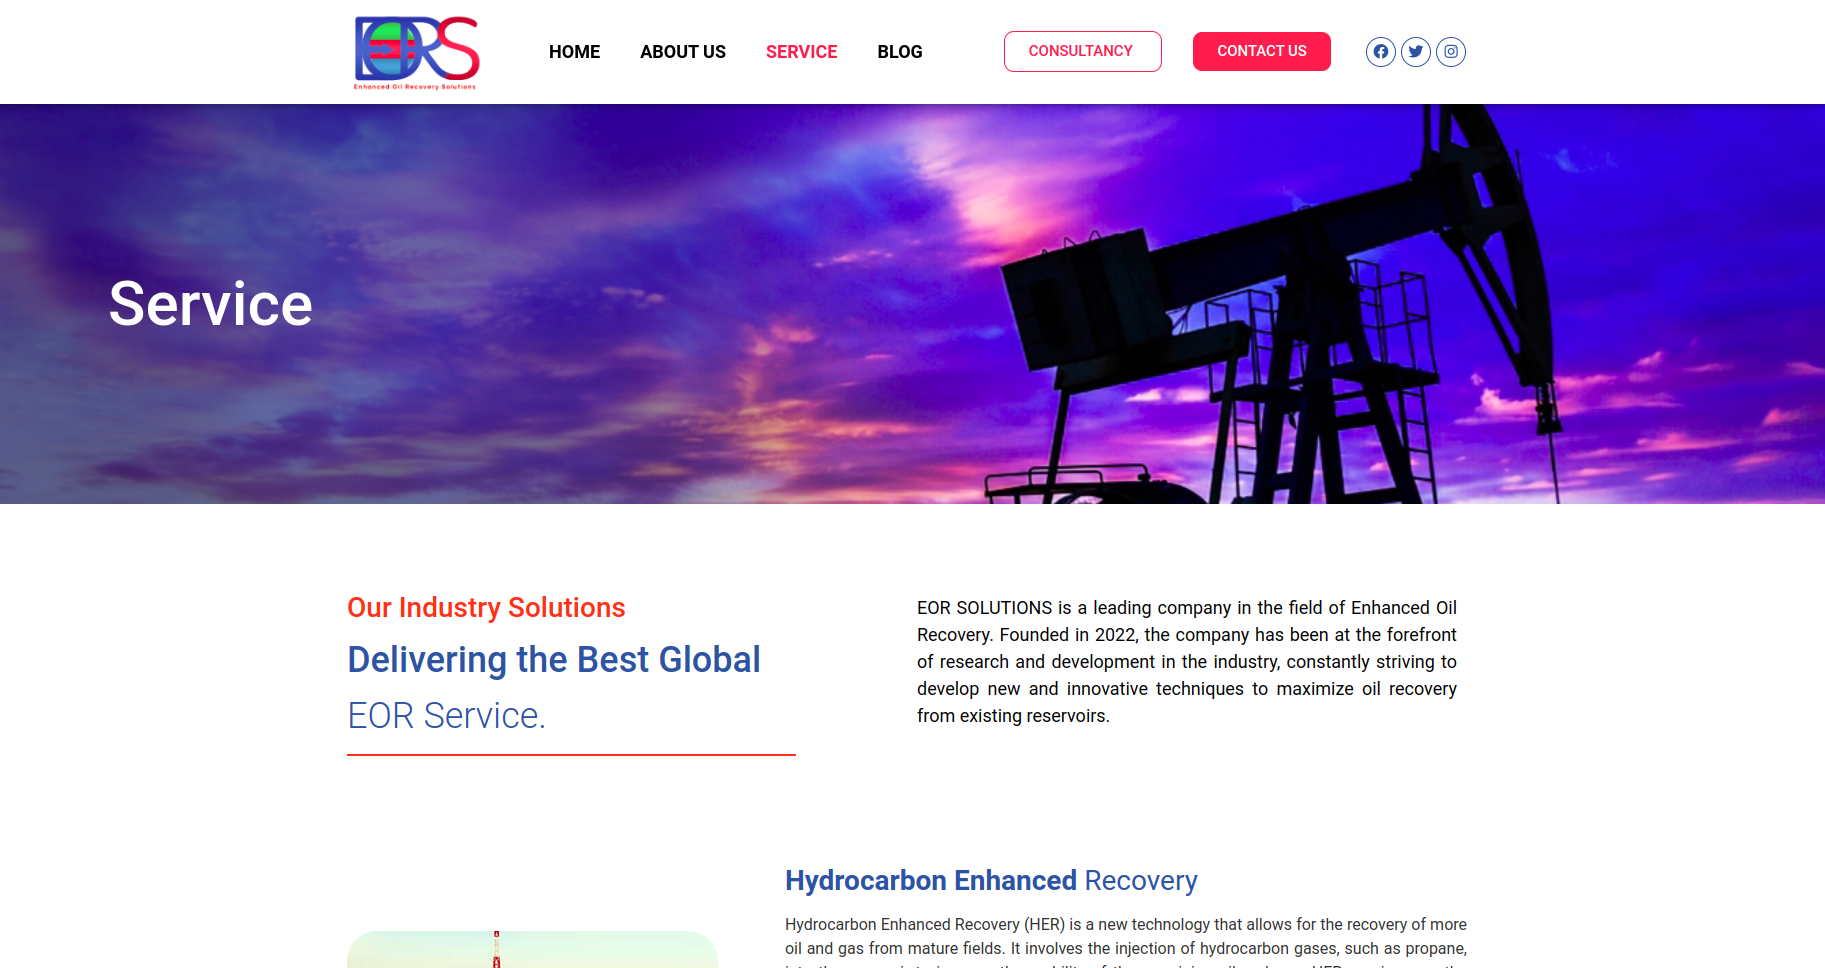 EORS
Enhanced Oil Recovery Solutions
HOME
ABOUT US
SERVICE
BLOG
CONSULTANCY
CONTACT US
Service
Our Industry Solutions
Delivering the Best Global
EOR Service.
EOR SOLUTIONS is a leading company in the field of Enhanced Oil
Recovery. Founded in 2022, the company has been at the forefront
of research and development in the industry, constantly striving to
develop new and innovative techniques to maximize oil recovery
from existing reservoirs.
Hydrocarbon Enhanced Recovery
Hydrocarbon Enhanced Recovery (HER) is a new technology that allows for the recovery of more
oil and gas from mature fields. It involves the injection of hydrocarbon gases, such as propane,